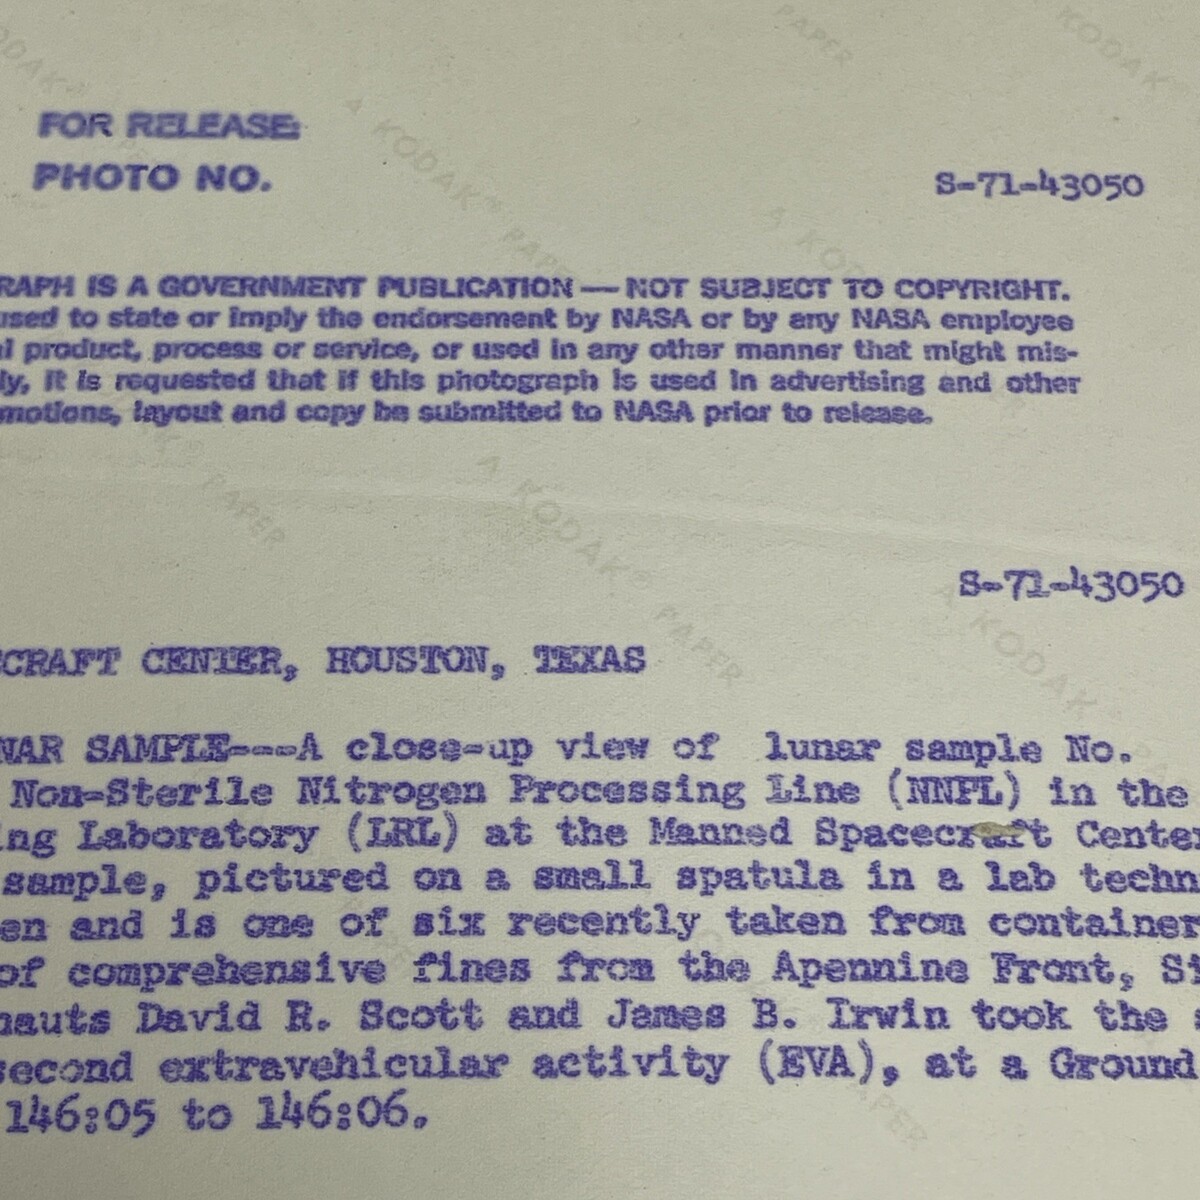 FOR RELEASE:
PHOTO NO.
S-71-43050
RAPH IS A GOVERNMENT PUBLICATION — NOT SUBJECT TO COPYRIGHT.
used to state or imply the endorsement by NASA or by any NASA employee
al product, process or service, or used in any other manner that might mis-
ly, it is requested that if this photograph is used in advertising and other
motions, layout and copy be submitted to NASA prior to release.
S-71-43050
CRAFT CENTER, HOUSTON, TEXAS
NAR SAMPLE---A close-up view of lunar sample No.
Non-Sterile Nitrogen Processing Line (NNPL) in the
ing Laboratory (LRL) at the Manned Spacecraft Center
sample, pictured on a small spatula in a lab techn
en and is one of six recently taken from container
of comprehensive fines from the Apennine Front, Si
nauts David R. Scott and James B. Irwin took the s
second extravehicular activity (EVA), at a Ground
146:05 to 146:06.
KODAK PAPER